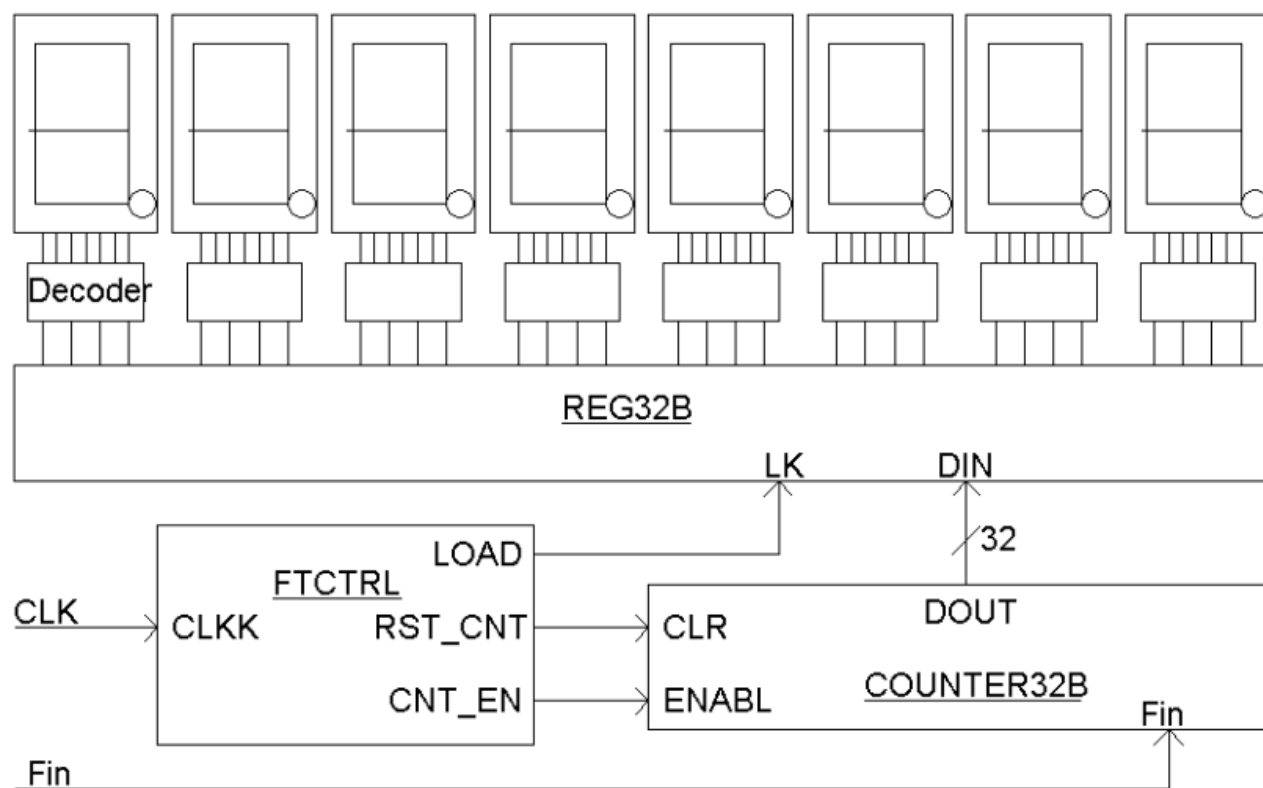 Decoder
REG32B
LK DIN
LOAD
32
FTCTRL
CLK
CLKK
RST_CNT
CLR
DOUT
CNT_EN
ENABL
COUNTER32B
Fin
Fin